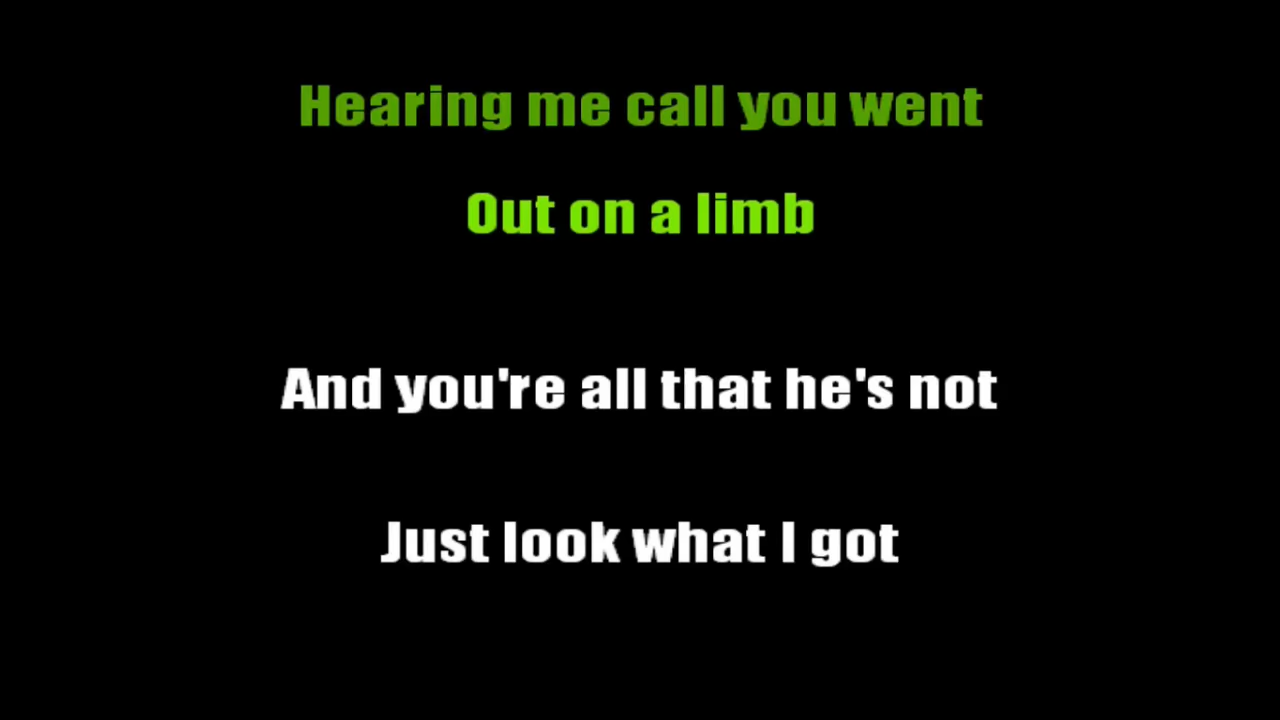 Hearing me call you went
Out on a limb
And you're all that he's not
Just look what I got